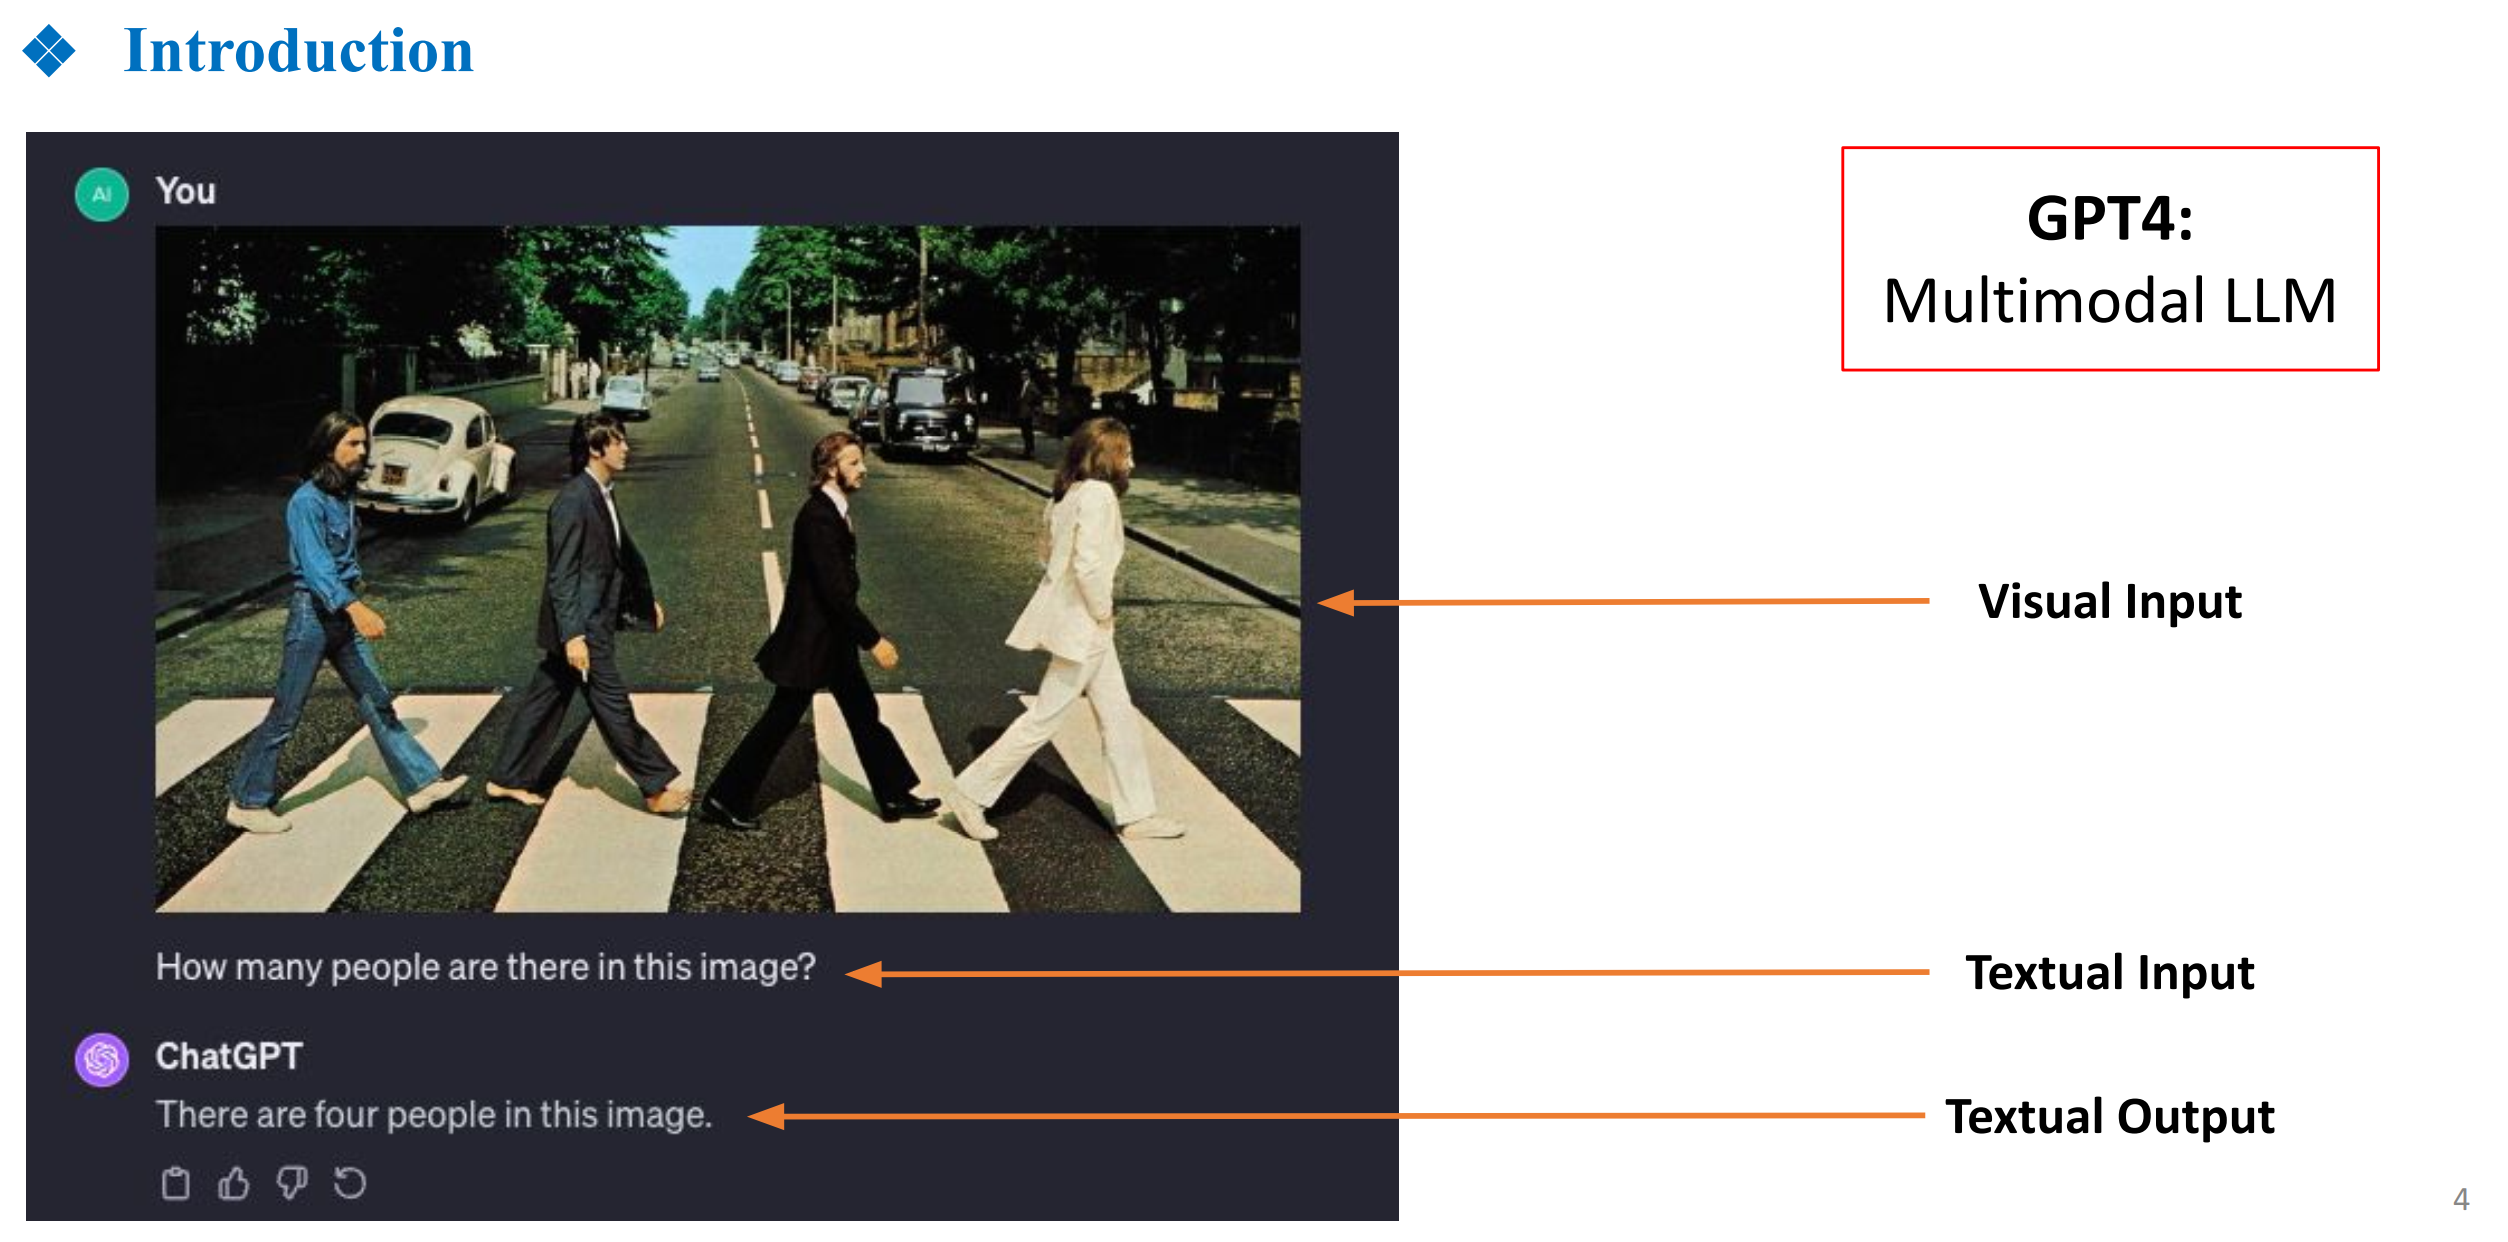 Introduction
AI
You
How many people are there in this image?
ChatGPT
There are four people in this image.
GPT4:
Multimodal LLM
Visual Input
Textual Input
Textual Output
4